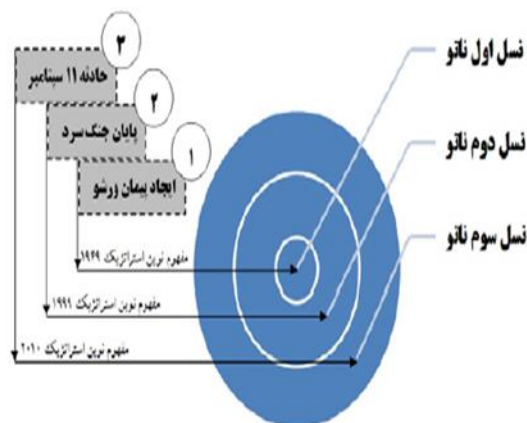 نسل اول ناتو
نسل دوم ناتو
نسل سوم ناتو
۳
حادثه ۱۱ سپتامبر
۲
پایان جنگ سرد
۱
ایجاد پیمان ورشو
مفهوم نوین استراتژیک ۱۹۴۹
مفهوم نوین استراتژیک ۱۹۹۱
مفهوم نوین استراتژیک ۲۰۱۰